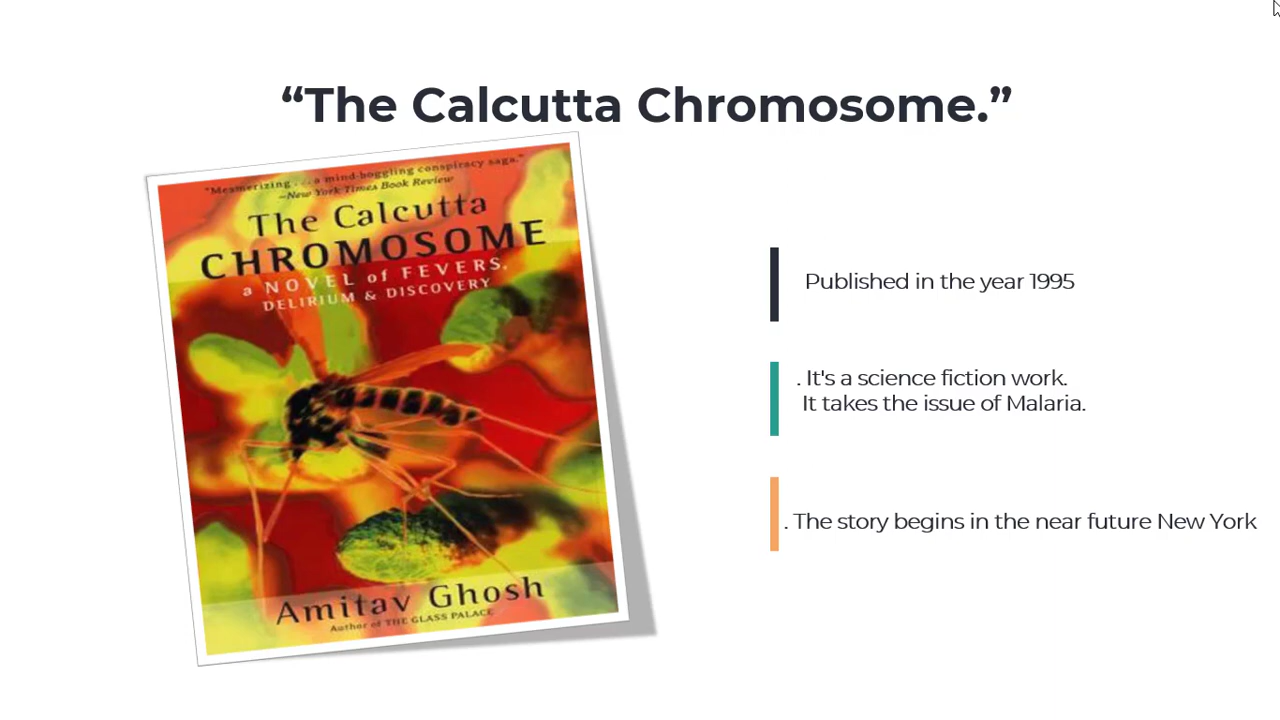 “The Calcutta Chromosome.”
"Mesmerizing . . . a mind-boggling conspiracy saga."
–New York Times Book Review
The Calcutta
CHROMOSOME
a NOVEL of FEVERS,
DELIRIUM & DISCOVERY
Amitav Ghosh
Author of THE GLASS PALACE
Published in the year 1995
. It's a science fiction work.
It takes the issue of Malaria.
. The story begins in the near future New York